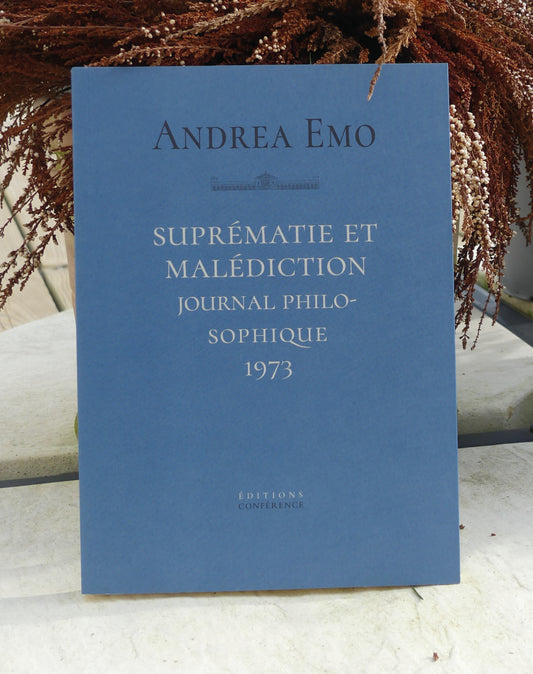 ANDREA EMO
SUPRÉMATIE ET
MALÉDICTION
JOURNAL PHILO-
SOPHIQUE
1973
ÉDITIONS
CONFÉRENCE